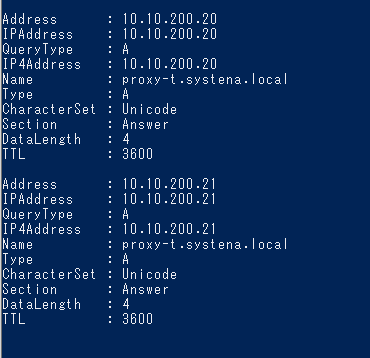 Address      : 10.10.200.20
IPAddress    : 10.10.200.20
QueryType    : A
IP4Address   : 10.10.200.20
Name         : proxy-t.systena.local
Type         : A
CharacterSet : Unicode
Section      : Answer
DataLength   : 4
TTL          : 3600

Address      : 10.10.200.21
IPAddress    : 10.10.200.21
QueryType    : A
IP4Address   : 10.10.200.21
Name         : proxy-t.systena.local
Type         : A
CharacterSet : Unicode
Section      : Answer
DataLength   : 4
TTL          : 3600